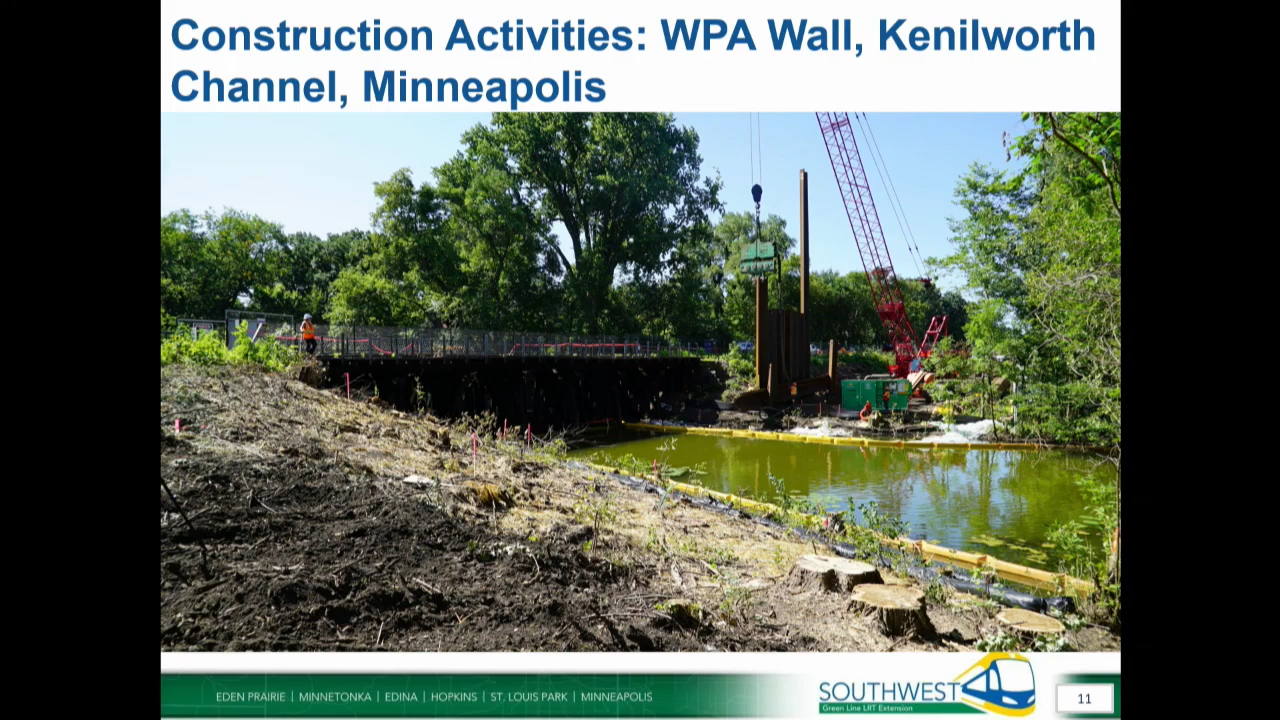 Construction Activities: WPA Wall, Kenilworth
Channel, Minneapolis
EDEN PRAIRIE | MINNETONKA | EDINA | HOPKINS | ST. LOUIS PARK | MINNEAPOLIS
SOUTHWEST
Green Line LRT Extension
11